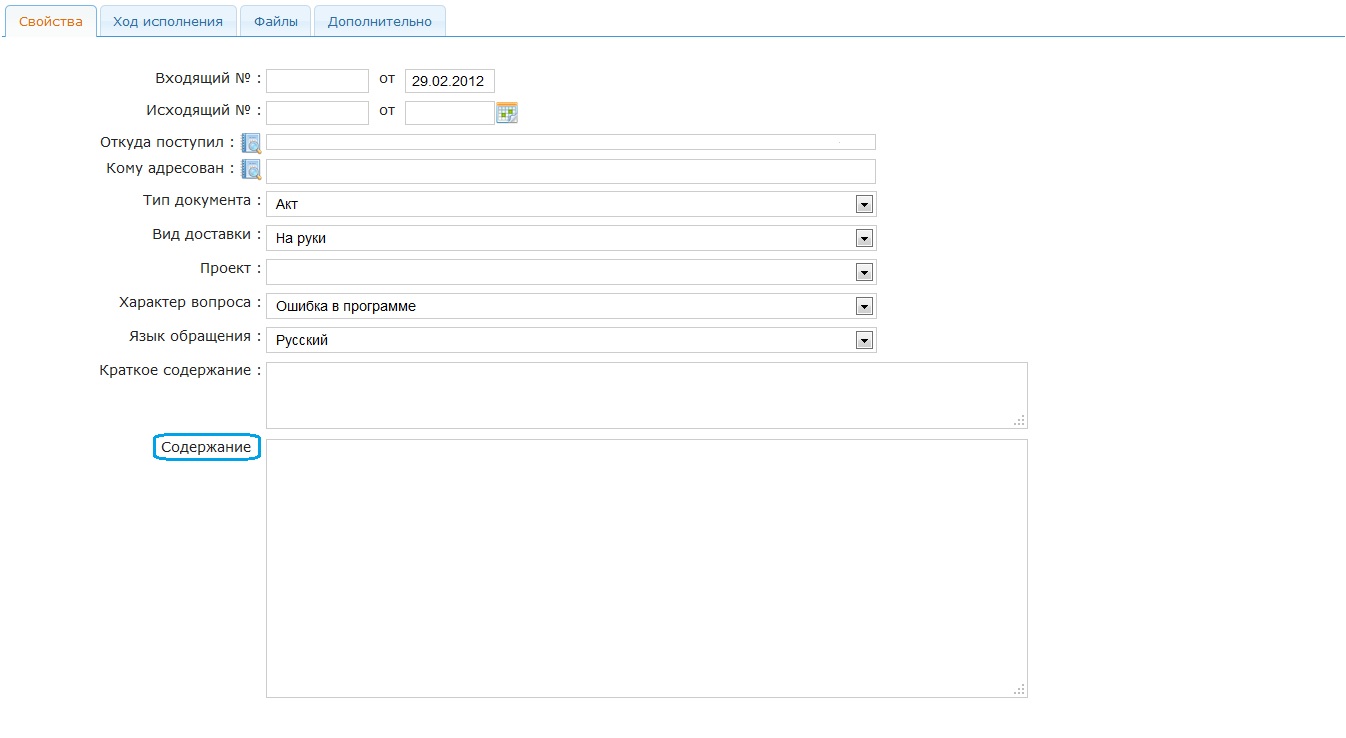 Свойства Ход исполнения Файлы Дополнительно
Входящий № : от 29.02.2012
Исходящий № : от
Откуда поступил :
Кому адресован :
Тип документа : Акт
Вид доставки : На руки
Проект :
Характер вопроса : Ошибка в программе
Язык обращения : Русский
Краткое содержание :
Содержание